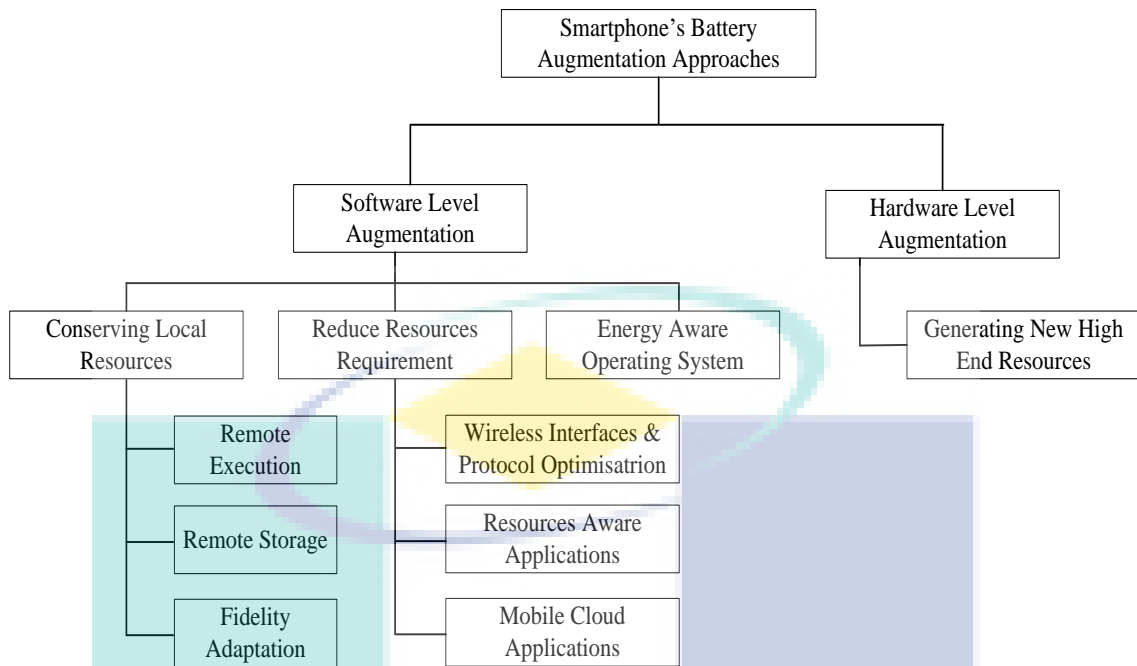 Smartphone's Battery
Augmentation Approaches
Software Level
Augmentation
Hardware Level
Augmentation
Conserving Local
Resources
Reduce Resources
Requirement
Energy Aware
Operating System
Generating New High
End Resources
Remote
Execution
Wireless Interfaces &
Protocol Optimisatrion
Remote Storage
Resources Aware
Applications
Fidelity
Adaptation
Mobile Cloud
Applications